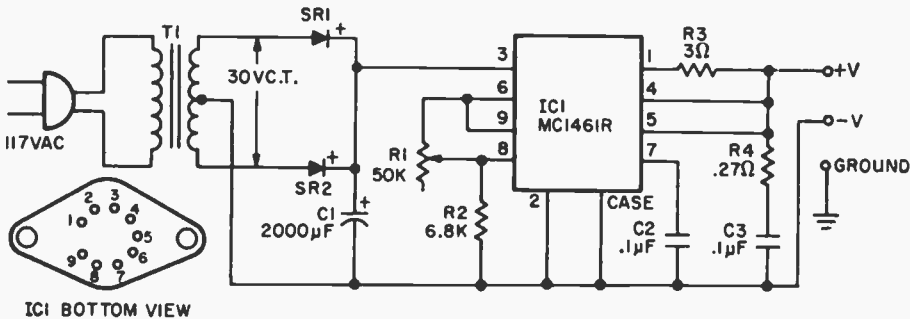 SR1
+
T1
117VAC
30VC.T.
SR2
+
C1
2000µF
+
R1
50K
R2
6.8K
3
6
9
8
IC1
MC1461R
2
CASE
1
4
5
7
R3
3Ω
R4
.27Ω
C2
.1µF
C3
.1µF
+V
-V
GROUND
1
2
3
4
5
6
7
8
9
IC1 BOTTOM VIEW